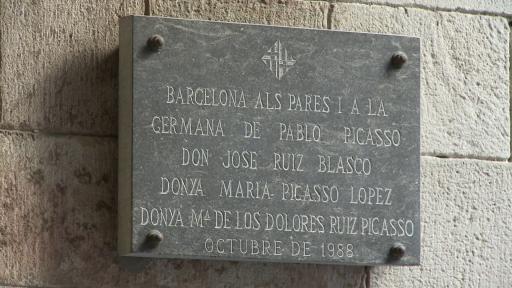 BARCELONA ALS PARES I A LA
GERMANA DE PABLO PICASSO
DON JOSE RUIZ BLASCO
DONYA MARIA PICASSO LOPEZ
DONYA Mª DE LOS DOLORES RUIZ PICASSO
OCTUBRE DE 1988